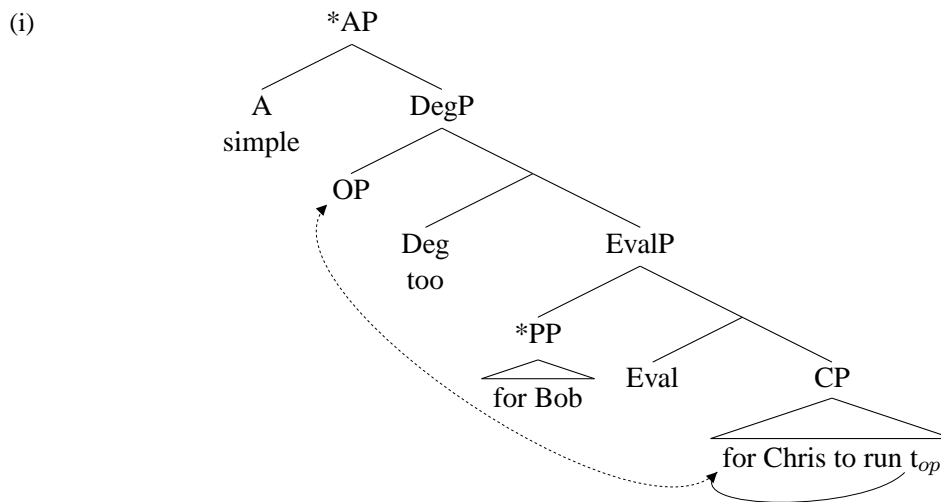 (i)
*AP
A DegP
simple
OP
Deg EvalP
too
*PP
Eval CP
for Bob
for Chris to run t_op